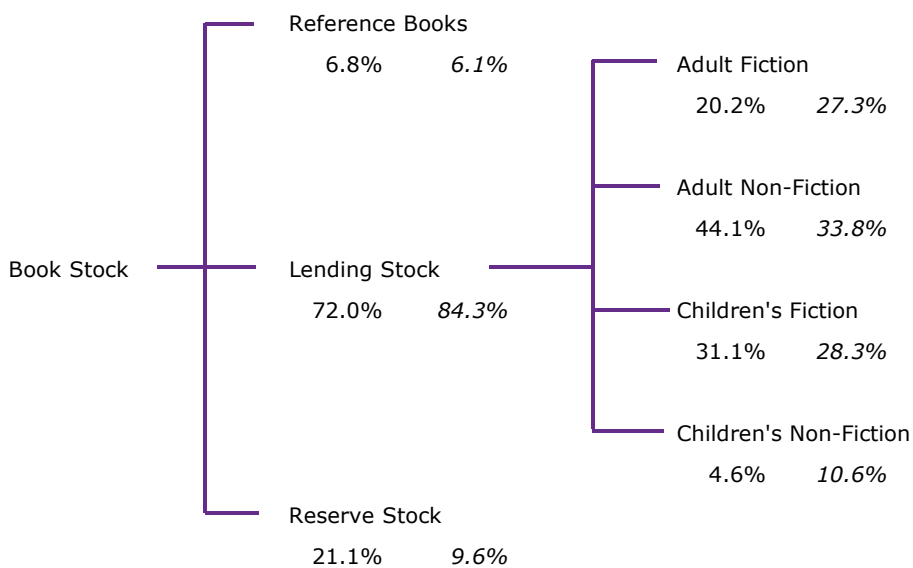 Reference Books
6.8% 6.1%
Adult Fiction
20.2% 27.3%
Adult Non-Fiction
44.1% 33.8%
Book Stock
Lending Stock
72.0% 84.3%
Children's Fiction
31.1% 28.3%
Children's Non-Fiction
4.6% 10.6%
Reserve Stock
21.1% 9.6%